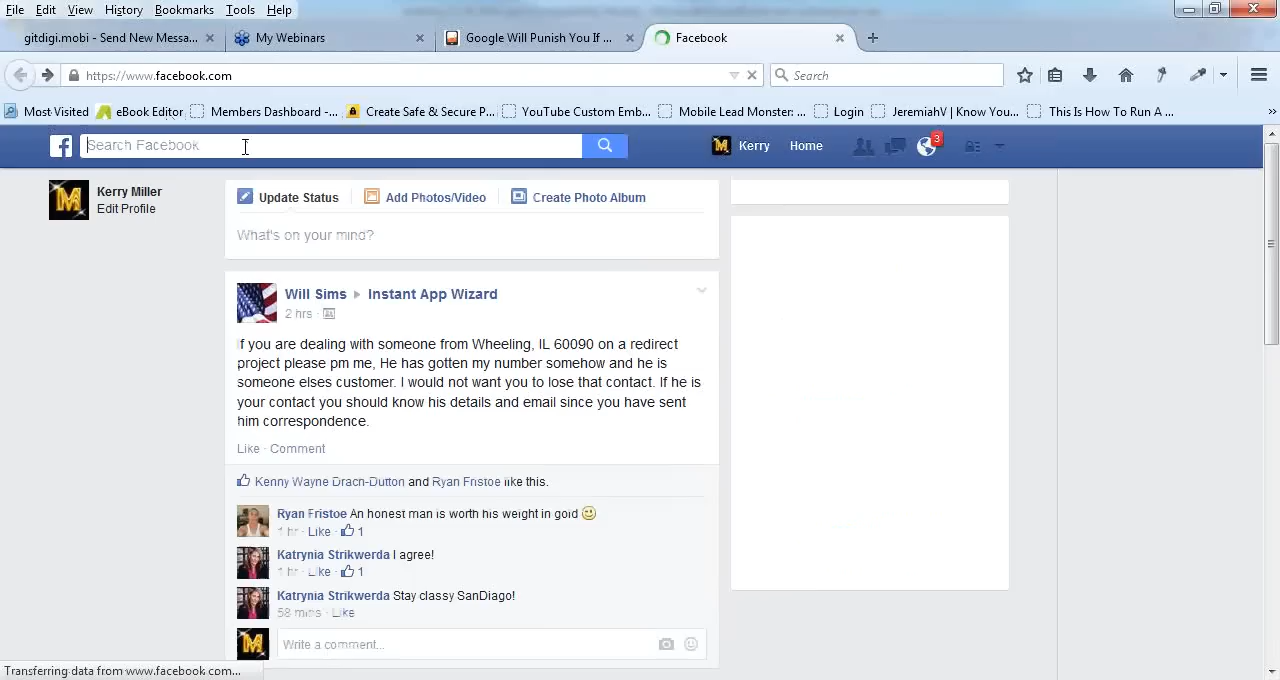 File Edit View History Bookmarks Tools Help
gitdigi.mobi - Send New Messa... My Webinars Google Will Punish You If ... Facebook
https://www.facebook.com Search
Most Visited eBook Editor Members Dashboard -... Create Safe & Secure P... YouTube Custom Emb... Mobile Lead Monster: ... Login JeremiahV | Know You... This Is How To Run A ...
Search Facebook Kerry Home 3
Kerry Miller
Edit Profile
Update Status Add Photos/Video Create Photo Album
What's on your mind?
Will Sims Instant App Wizard
2 hrs ·
If you are dealing with someone from Wheeling, IL 60090 on a redirect
project please pm me, He has gotten my number somehow and he is
someone elses customer. I would not want you to lose that contact. If he is
your contact you should know his details and email since you have sent
him correspondence.
Like · Comment
Kenny Wayne Drach-Dutton and Ryan Fristoe like this.
Ryan Fristoe An honest man is worth his weight in gold
1 hr · Like · 1
Katrynia Strikwerda I agree!
1 hr · Like · 1
Katrynia Strikwerda Stay classy SanDiago!
58 mins · Like
Write a comment...
Transferring data from www.facebook.com...